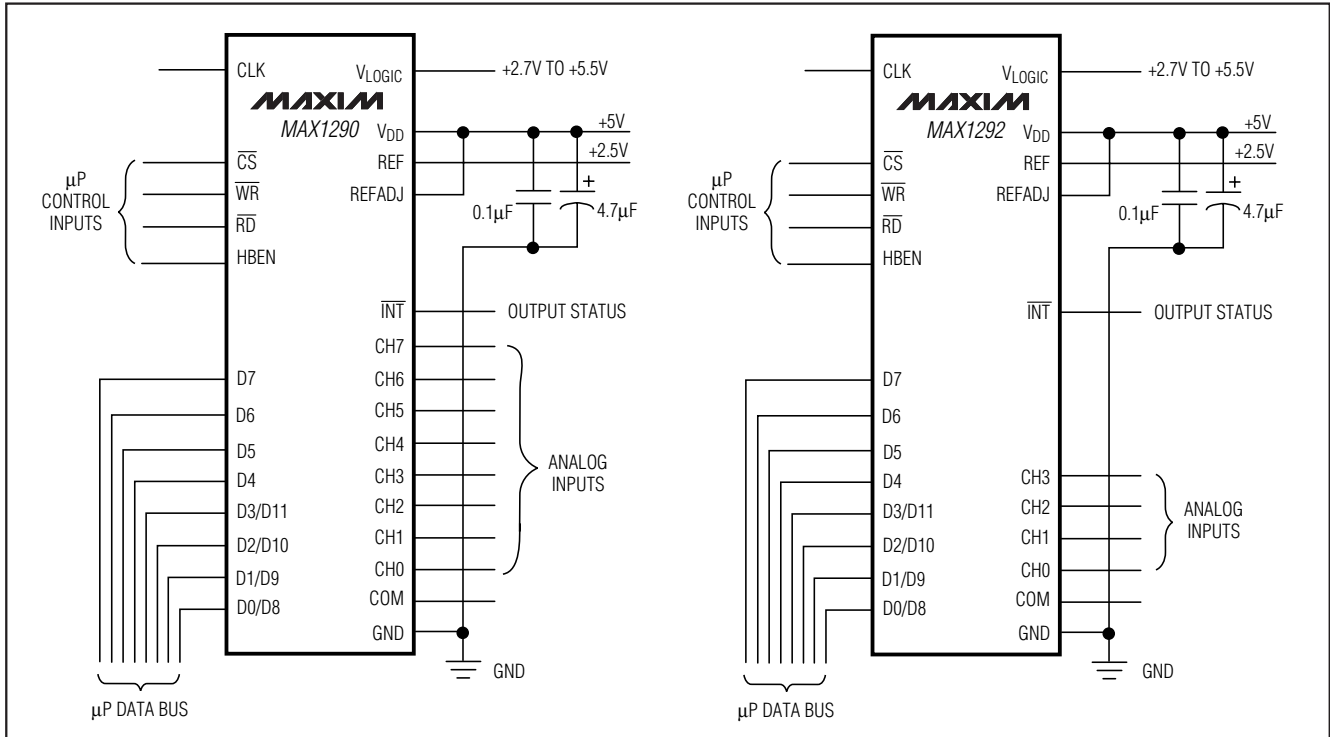 CLK
VLOGIC
+2.7V TO +5.5V
MAXIM
MAX1290
VDD
+5V
CS
REF
+2.5V
µP
CONTROL
INPUTS
WR
REFADJ
RD
0.1µF
+
4.7µF
HBEN
INT
OUTPUT STATUS
CH7
D7
CH6
D6
CH5
D5
CH4
D4
CH3
ANALOG
INPUTS
D3/D11
CH2
D2/D10
CH1
D1/D9
CH0
D0/D8
COM
GND
GND
µP DATA BUS
CLK
VLOGIC
+2.7V TO +5.5V
MAXIM
MAX1292
VDD
+5V
CS
REF
+2.5V
µP
CONTROL
INPUTS
WR
REFADJ
RD
0.1µF
+
4.7µF
HBEN
INT
OUTPUT STATUS
D7
D6
D5
D4
CH3
D3/D11
CH2
ANALOG
INPUTS
D2/D10
CH1
D1/D9
CH0
D0/D8
COM
GND
GND
µP DATA BUS